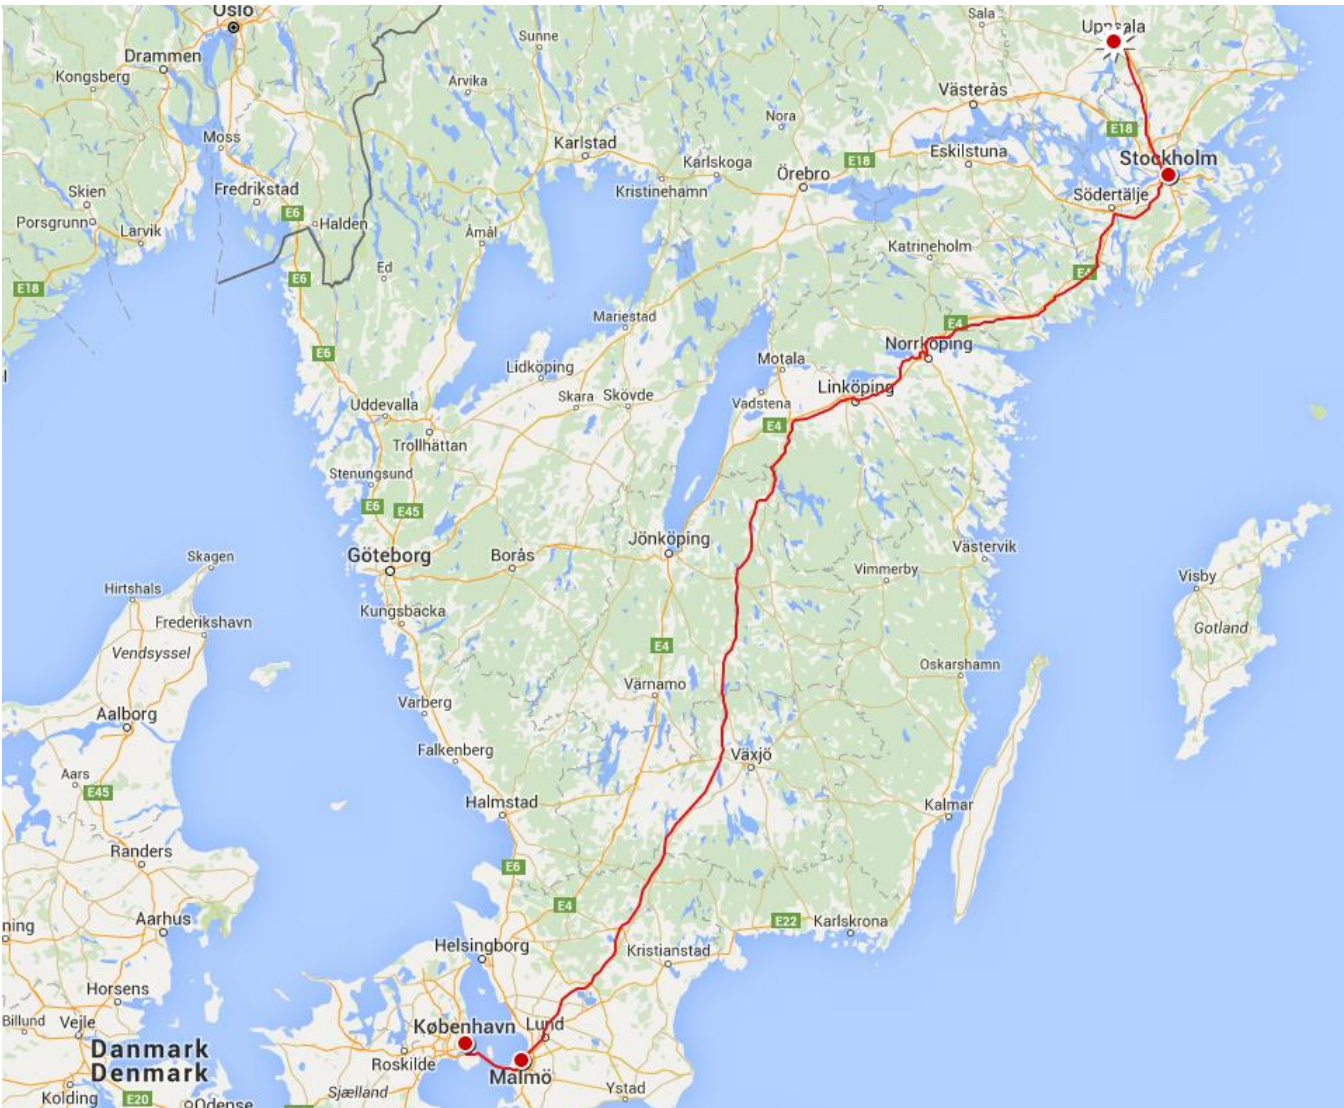 Oslo
Sala
Uppsala
Sunne
Drammen
Kongsberg
Arvika
Västerås
Nora
E18
Moss
Karlstad
Eskilstuna
Stockholm
Karlskoga
E18
Örebro
Skien
Fredrikstad
Kristinehamn
Södertälje
E6
Porsgrunn
Larvik
Halden
Åmål
Katrineholm
Ed
E6
E4
E18
Mariestad
E4
E6
Norrköping
Motala
Lidköping
Linköping
Skara
Skövde
Vadstena
Uddevalla
E4
Trollhättan
Stenungsund
E6
E45
Jönköping
Västervik
Göteborg
Borås
Skagen
Vimmerby
Visby
Hirtshals
Kungsbacka
Frederikshavn
Gotland
Vendsyssel
E4
Oskarshamn
Värnamo
Varberg
Aalborg
Falkenberg
Växjö
Aars
E45
Halmstad
Kalmar
Randers
E6
E4
Aarhus
E22
Karlskrona
ning
Helsingborg
Kristianstad
Horsens
Billund
Vejle
København
Lund
Danmark
Denmark
Roskilde
Malmö
Sjælland
Ystad
Kolding
E20
Odense